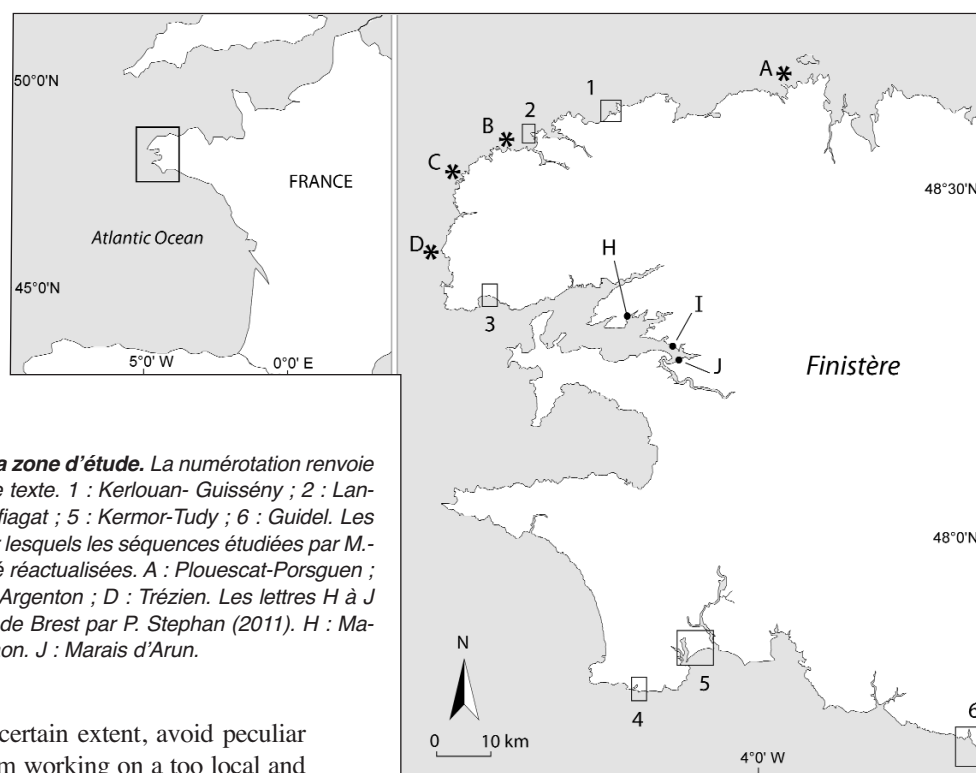 50°0'N
FRANCE
Atlantic Ocean
45°0'N
5°0' W
0°0' E
A
1
2
B
C
48°30'N
D
H
3
I
J
Finistère
48°0'N
N
5
4
6
0 10 km
4°0' W
a zone d'étude. La numérotation renvoie
e texte. 1 : Kerlouan- Guissény ; 2 : Lan-
fiagat ; 5 : Kermor-Tudy ; 6 : Guidel. Les
r lesquels les séquences étudiées par M.-
é réactualisées. A : Plouescat-Porsguen ;
Argenton ; D : Trézien. Les lettres H à J
de Brest par P. Stephan (2011). H : Ma-
non. J : Marais d'Arun.
certain extent, avoid peculiar
m working on a too local and